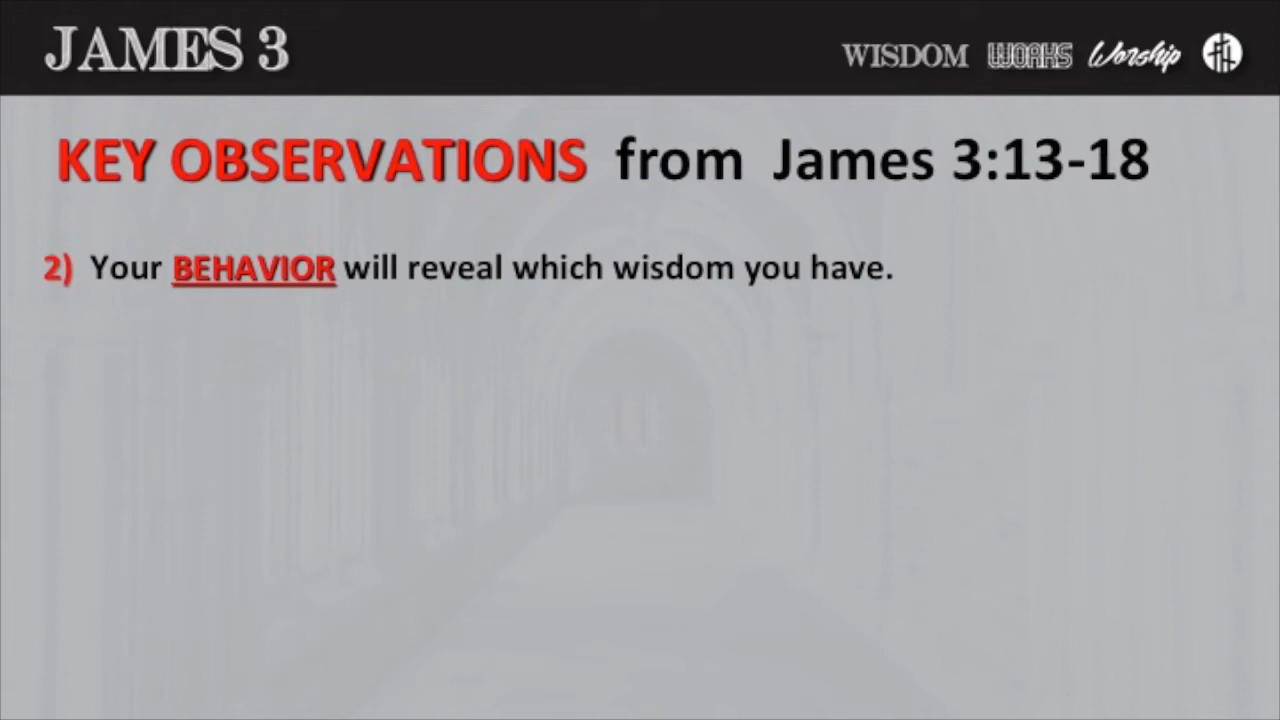 JAMES 3
WISDOM WORKS Worship
KEY OBSERVATIONS from James 3:13-18
2) Your BEHAVIOR will reveal which wisdom you have.